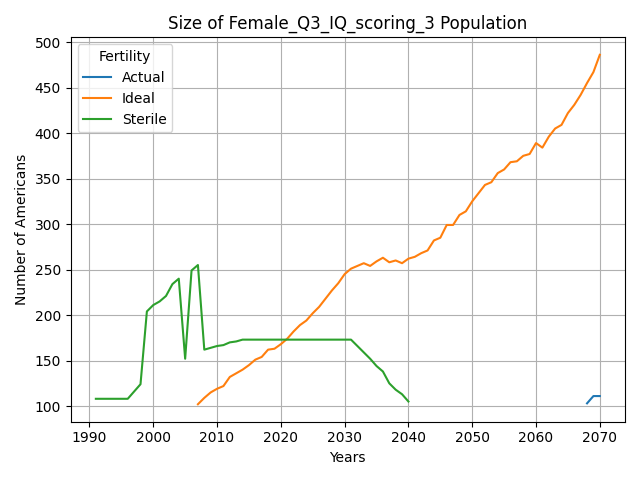 Size of Female_Q3_IQ_scoring_3 Population
Number of Americans
500
450
400
350
300
250
200
150
100
Fertility
Actual
Ideal
Sterile
1990 2000 2010 2020 2030 2040 2050 2060 2070
Years